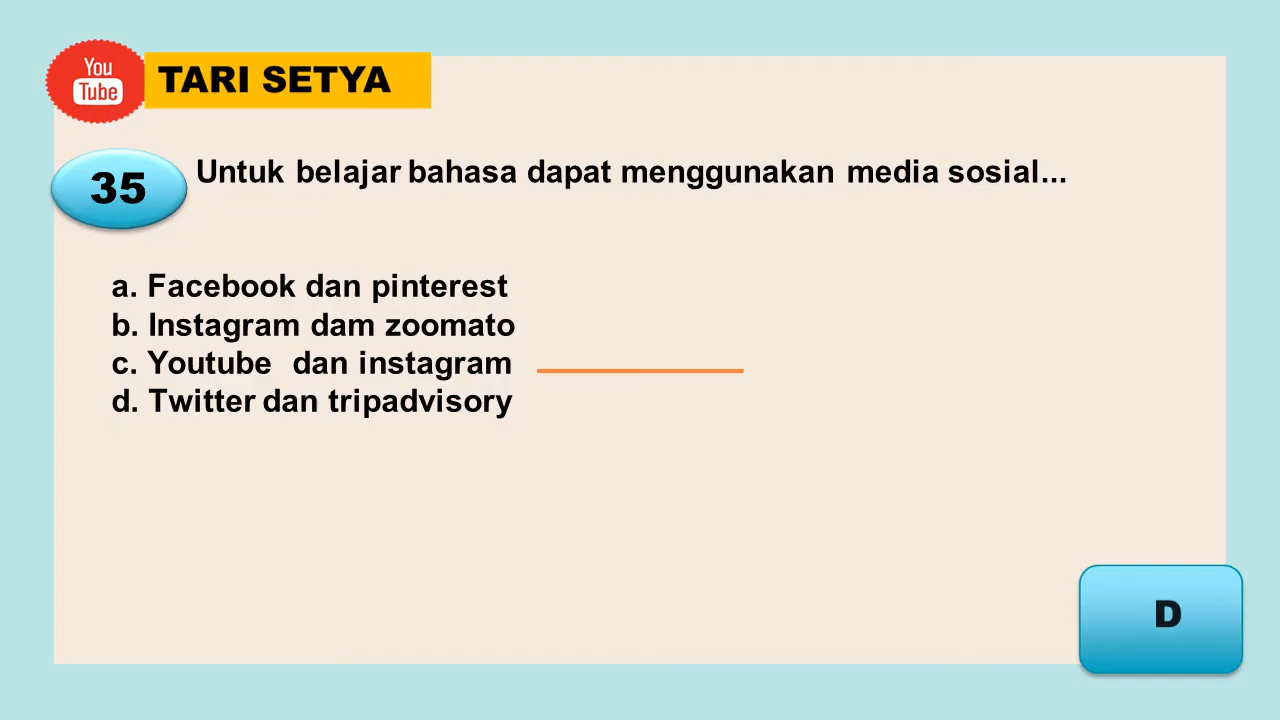 You
Tube
TARI SETYA
35
Untuk belajar bahasa dapat menggunakan media sosial...
a. Facebook dan pinterest
b. Instagram dam zoomato
c. Youtube dan instagram
d. Twitter dan tripadvisory
D